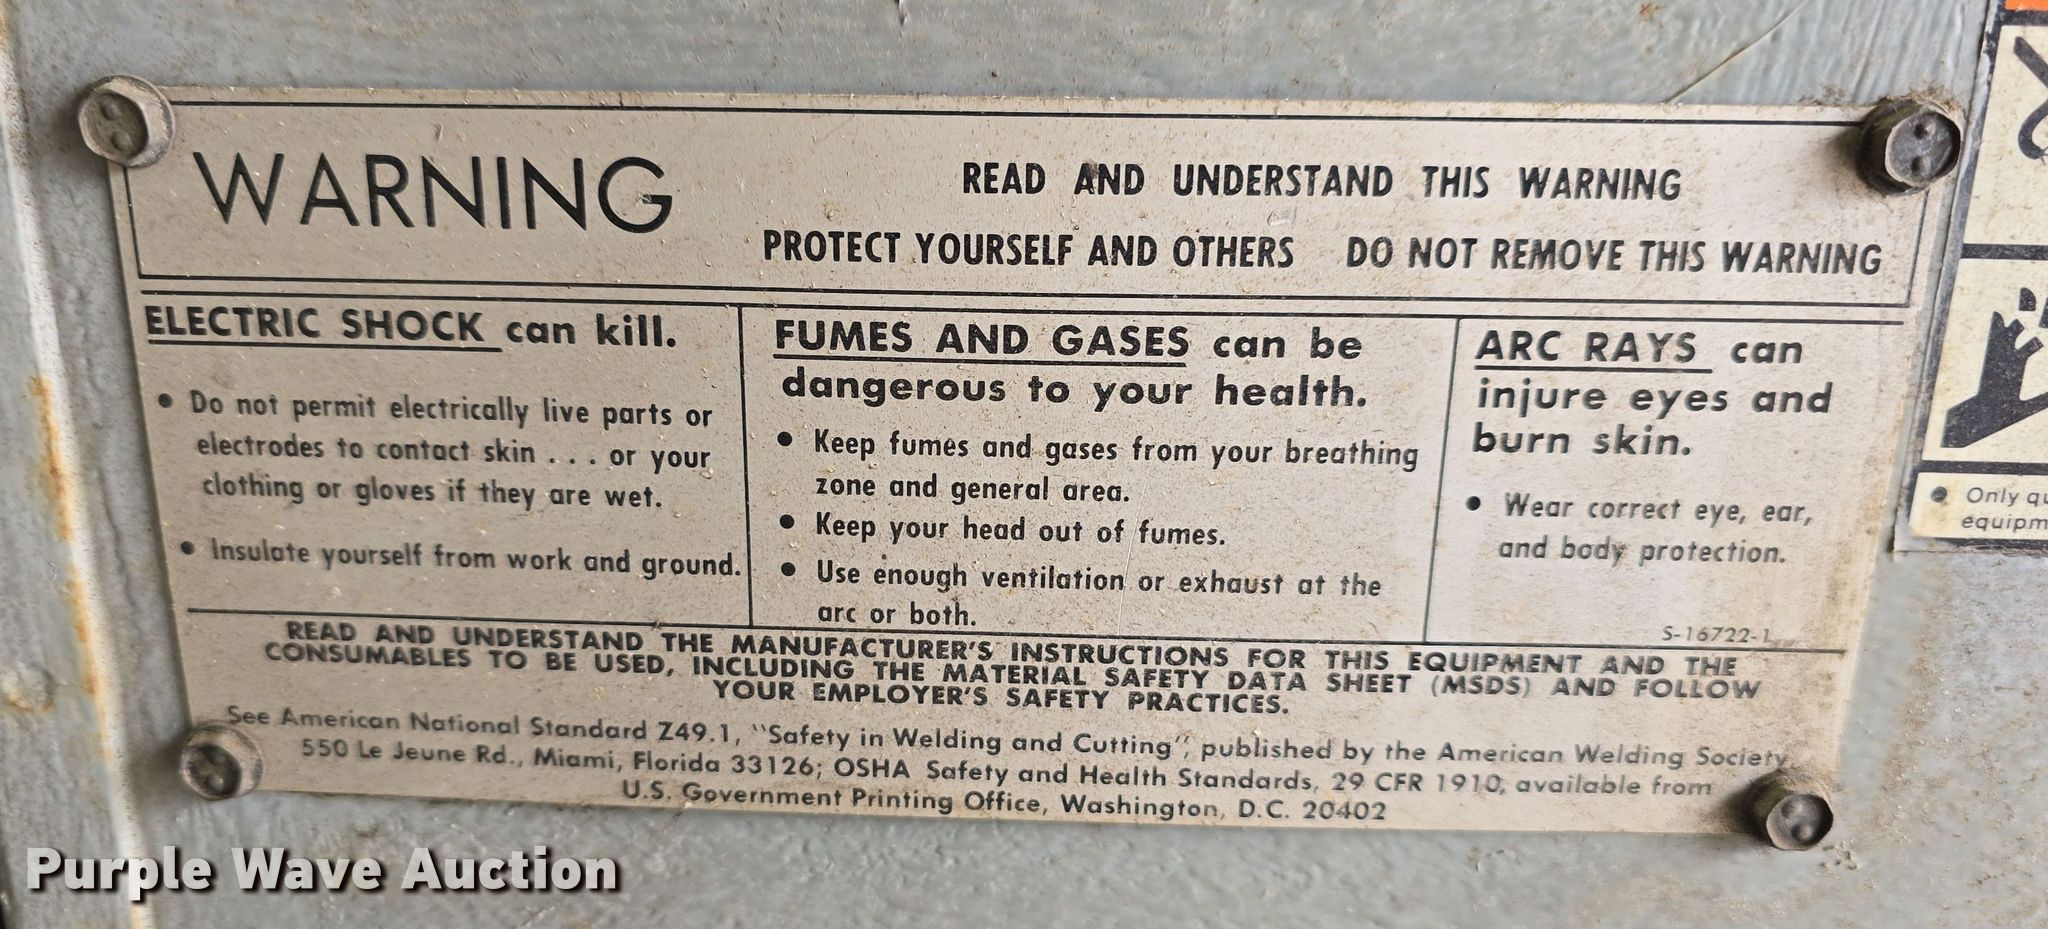 WARNING
READ AND UNDERSTAND THIS WARNING
PROTECT YOURSELF AND OTHERS DO NOT REMOVE THIS WARNING
ELECTRIC SHOCK can kill.
• Do not permit electrically live parts or
electrodes to contact skin . . . or your
clothing or gloves if they are wet.
• Insulate yourself from work and ground.
FUMES AND GASES can be
dangerous to your health.
• Keep fumes and gases from your breathing
zone and general area.
• Keep your head out of fumes.
• Use enough ventilation or exhaust at the
arc or both.
ARC RAYS can
injure eyes and
burn skin.
• Wear correct eye, ear,
and body protection.
S-16722-1
READ AND UNDERSTAND THE MANUFACTURER'S INSTRUCTIONS FOR THIS EQUIPMENT AND THE
CONSUMABLES TO BE USED, INCLUDING THE MATERIAL SAFETY DATA SHEET (MSDS) AND FOLLOW
YOUR EMPLOYER'S SAFETY PRACTICES.
See American National Standard Z49.1, "Safety in Welding and Cutting", published by the American Welding Society
550 Le Jeune Rd., Miami, Florida 33126; OSHA Safety and Health Standards, 29 CFR 1910, available from
U.S. Government Printing Office, Washington, D.C. 20402
• Only
Purple Wave Auction